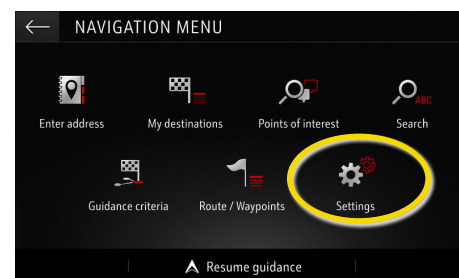 NAVIGATION MENU
Enter address My destinations Points of interest Search
ABC
Guidance criteria Route / Waypoints Settings
Resume guidance